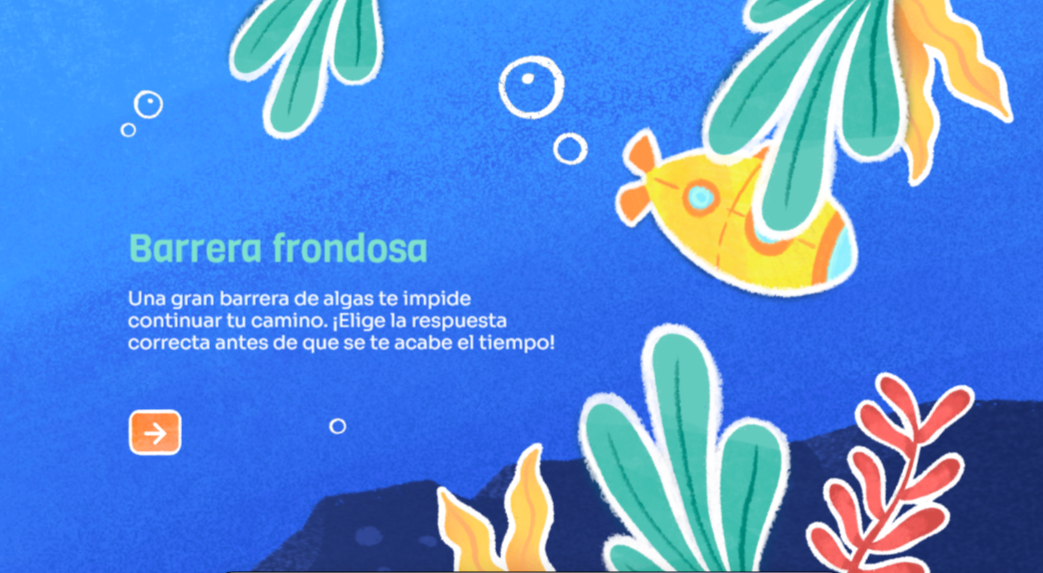 Barrera frondosa
Una gran barrera de algas te impide
continuar tu camino. ¡Elige la respuesta
correcta antes de que se te acabe el tiempo!